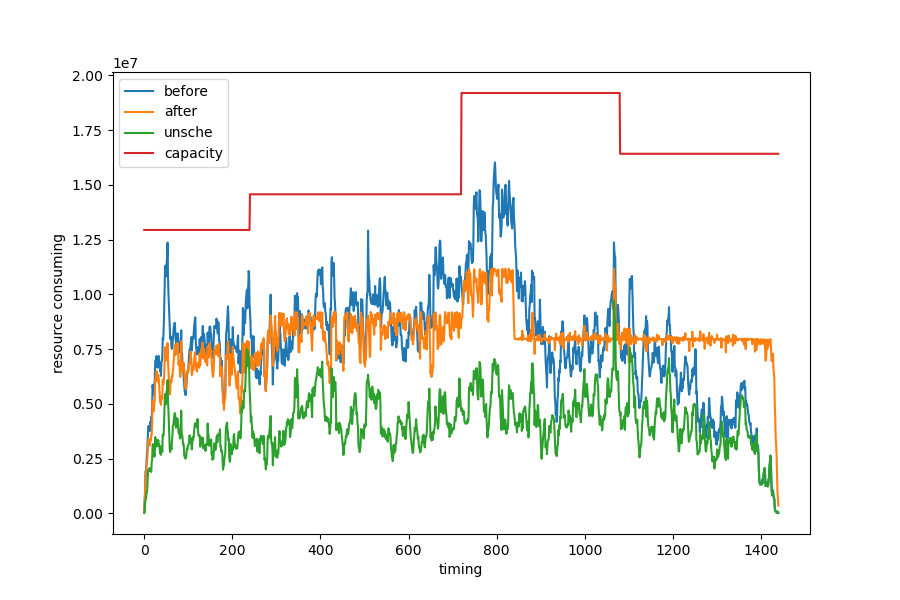 1e7
2.00
1.75
1.50
1.25
1.00
0.75
0.50
0.25
0.00
resource consuming
before
after
unsche
capacity
0 200 400 600 800 1000 1200 1400
timing